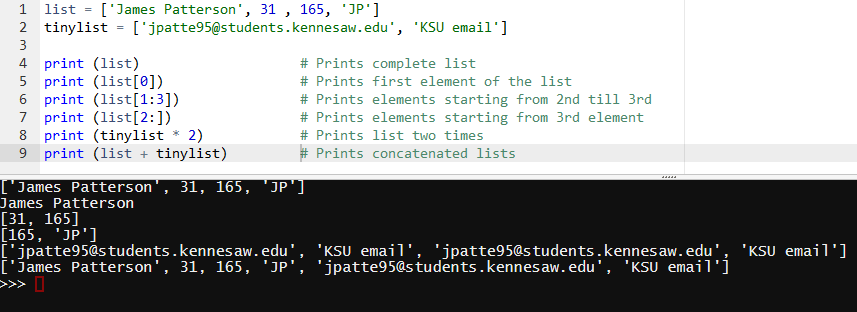 1 list = ['James Patterson', 31 , 165, 'JP']
2 tinylist = ['jpatte95@students.kennesaw.edu', 'KSU email']
3
4 print (list)                    # Prints complete list
5 print (list[0])                 # Prints first element of the list
6 print (list[1:3])               # Prints elements starting from 2nd till 3rd
7 print (list[2:])                # Prints elements starting from 3rd element
8 print (tinylist * 2)            # Prints list two times
9 print (list + tinylist)         # Prints concatenated lists
['James Patterson', 31, 165, 'JP']
James Patterson
[31, 165]
[165, 'JP']
['jpatte95@students.kennesaw.edu', 'KSU email', 'jpatte95@students.kennesaw.edu', 'KSU email']
['James Patterson', 31, 165, 'JP', 'jpatte95@students.kennesaw.edu', 'KSU email']
>>>